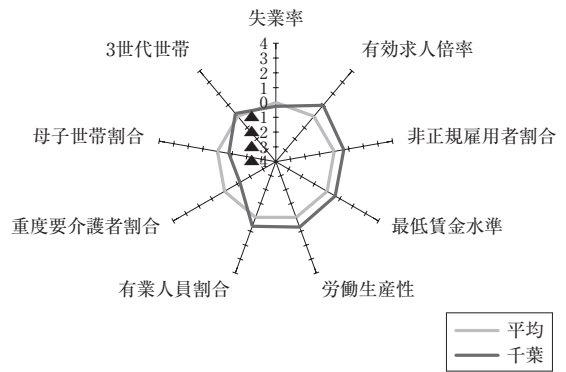 失業率
有効求人倍率
非正規雇用者割合
最低賃金水準
労働生産性
有業人員割合
重度要介護者割合
母子世帯割合
3世代世帯
4
3
2
1
0
▲1
▲2
▲3
▲4
平均
千葉